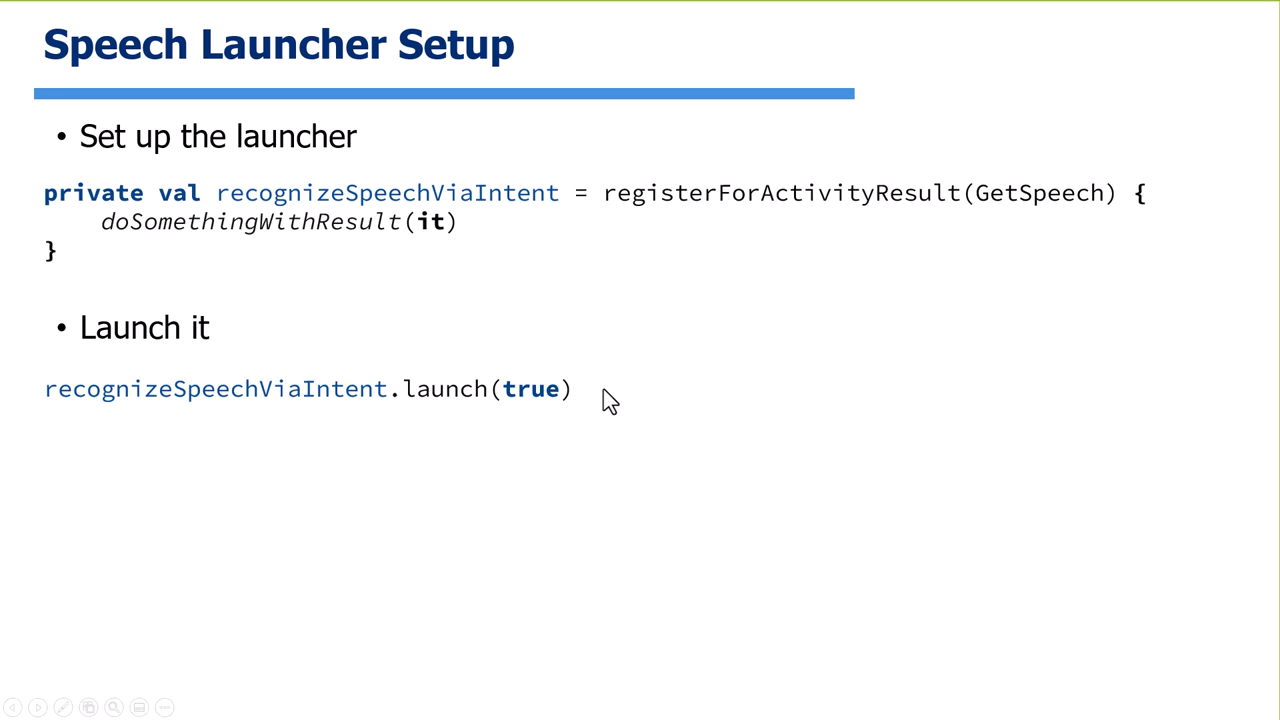 Speech Launcher Setup
• Set up the launcher
private val recognizeSpeechViaIntent = registerForActivityResult(GetSpeech) {
    doSomethingWithResult(it)
}
• Launch it
recognizeSpeechViaIntent.launch(true)